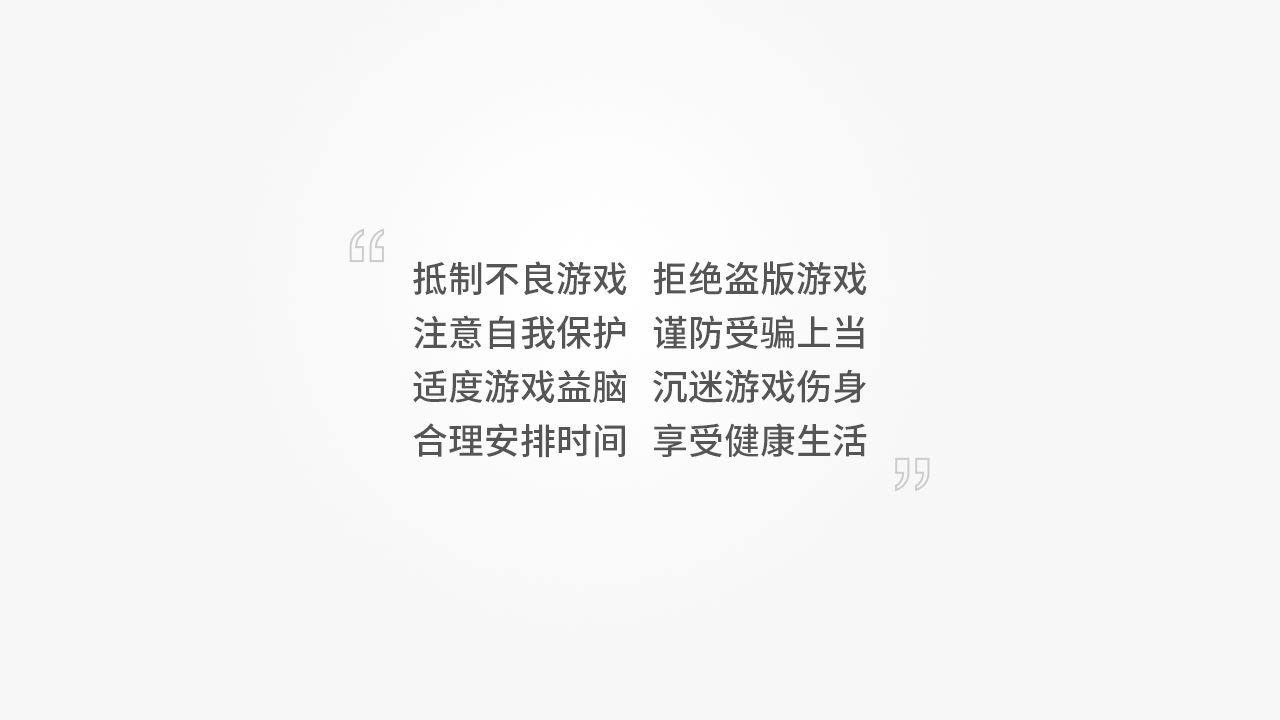 抵制不良游戏 拒绝盗版游戏
注意自我保护 谨防受骗上当
适度游戏益脑 沉迷游戏伤身
合理安排时间 享受健康生活